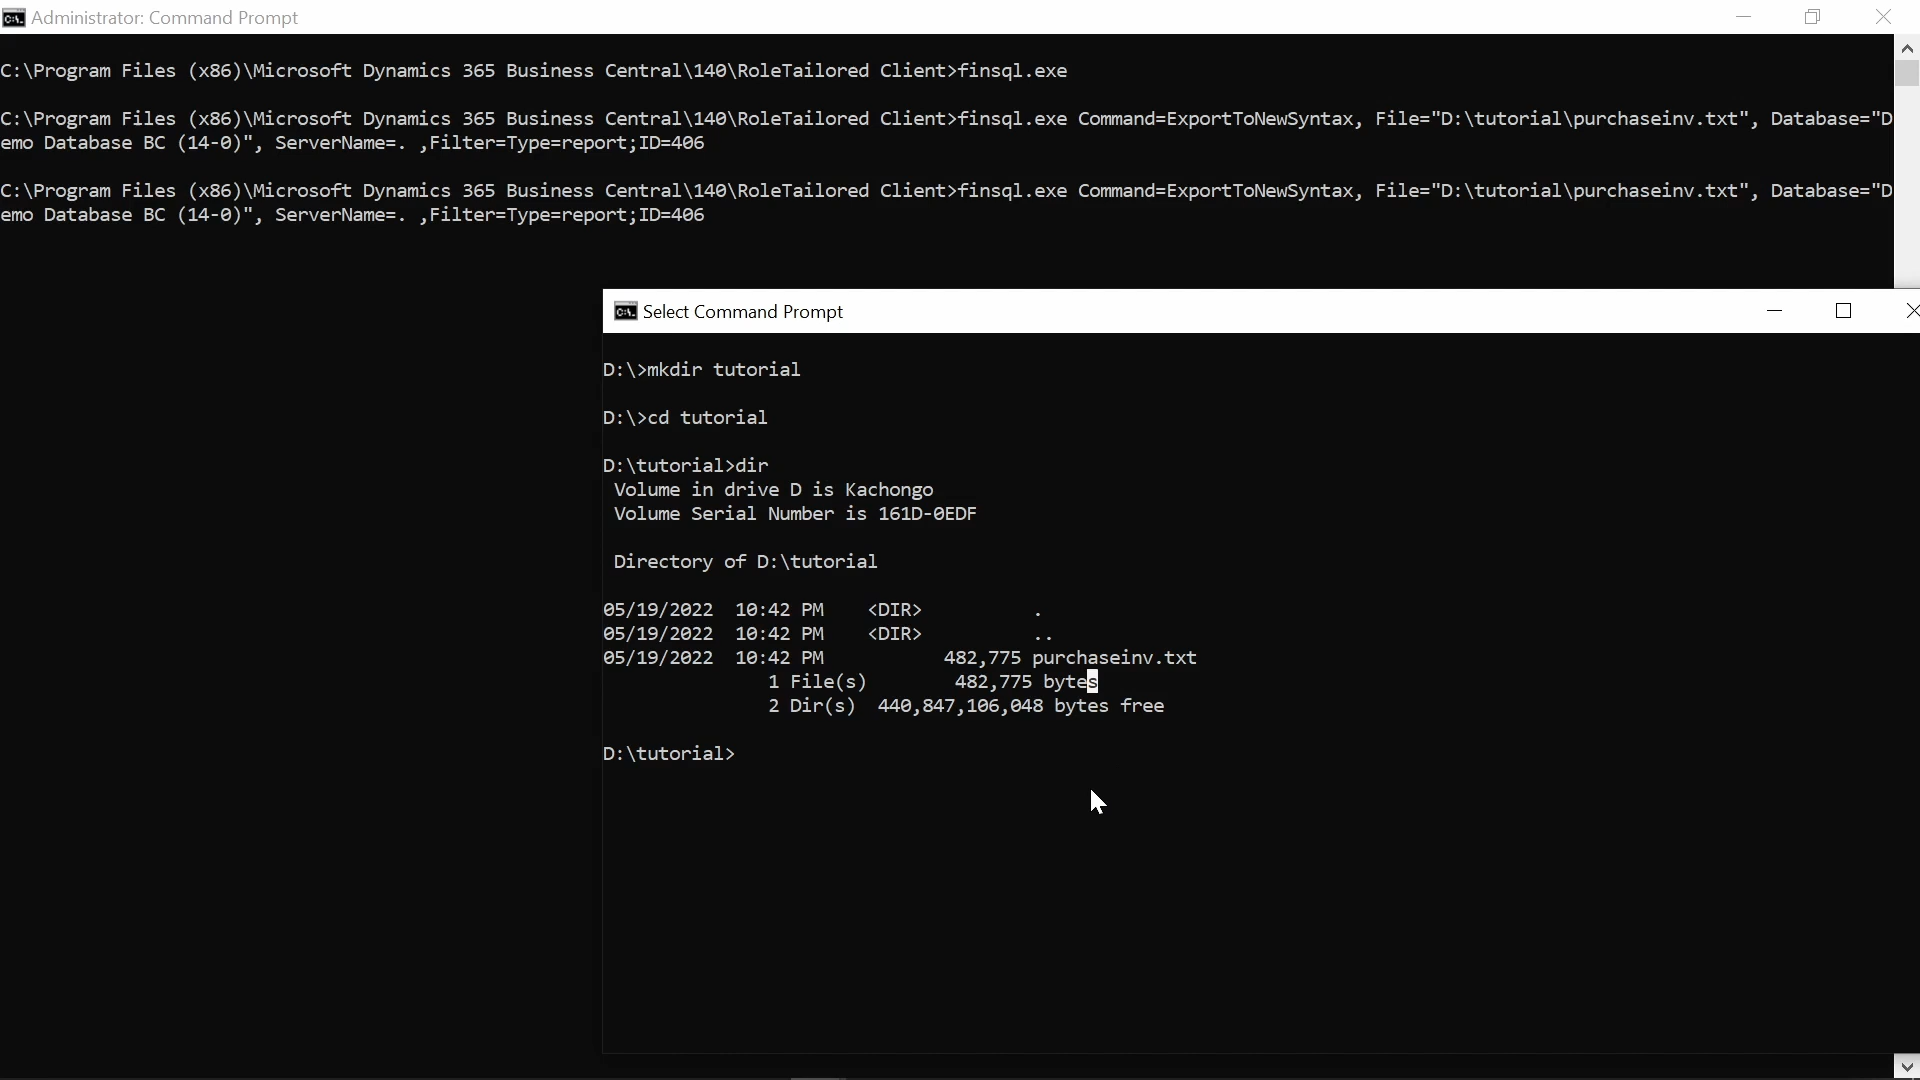 Administrator: Command Prompt
C:\Program Files (x86)\Microsoft Dynamics 365 Business Central\140\RoleTailored Client>finsql.exe
C:\Program Files (x86)\Microsoft Dynamics 365 Business Central\140\RoleTailored Client>finsql.exe Command=ExportToNewSyntax, File="D:\tutorial\purchaseinv.txt", Database="D
emo Database BC (14-0)", ServerName=. ,Filter=Type=report;ID=406
C:\Program Files (x86)\Microsoft Dynamics 365 Business Central\140\RoleTailored Client>finsql.exe Command=ExportToNewSyntax, File="D:\tutorial\purchaseinv.txt", Database="D
emo Database BC (14-0)", ServerName=. ,Filter=Type=report;ID=406
Select Command Prompt
D:\>mkdir tutorial
D:\>cd tutorial
D:\tutorial>dir
Volume in drive D is Kachongo
Volume Serial Number is 161D-0EDF
Directory of D:\tutorial
05/19/2022  10:42 PM    <DIR>          .
05/19/2022  10:42 PM    <DIR>          ..
05/19/2022  10:42 PM           482,775 purchaseinv.txt
1 File(s)        482,775 bytes
2 Dir(s)  440,847,106,048 bytes free
D:\tutorial>